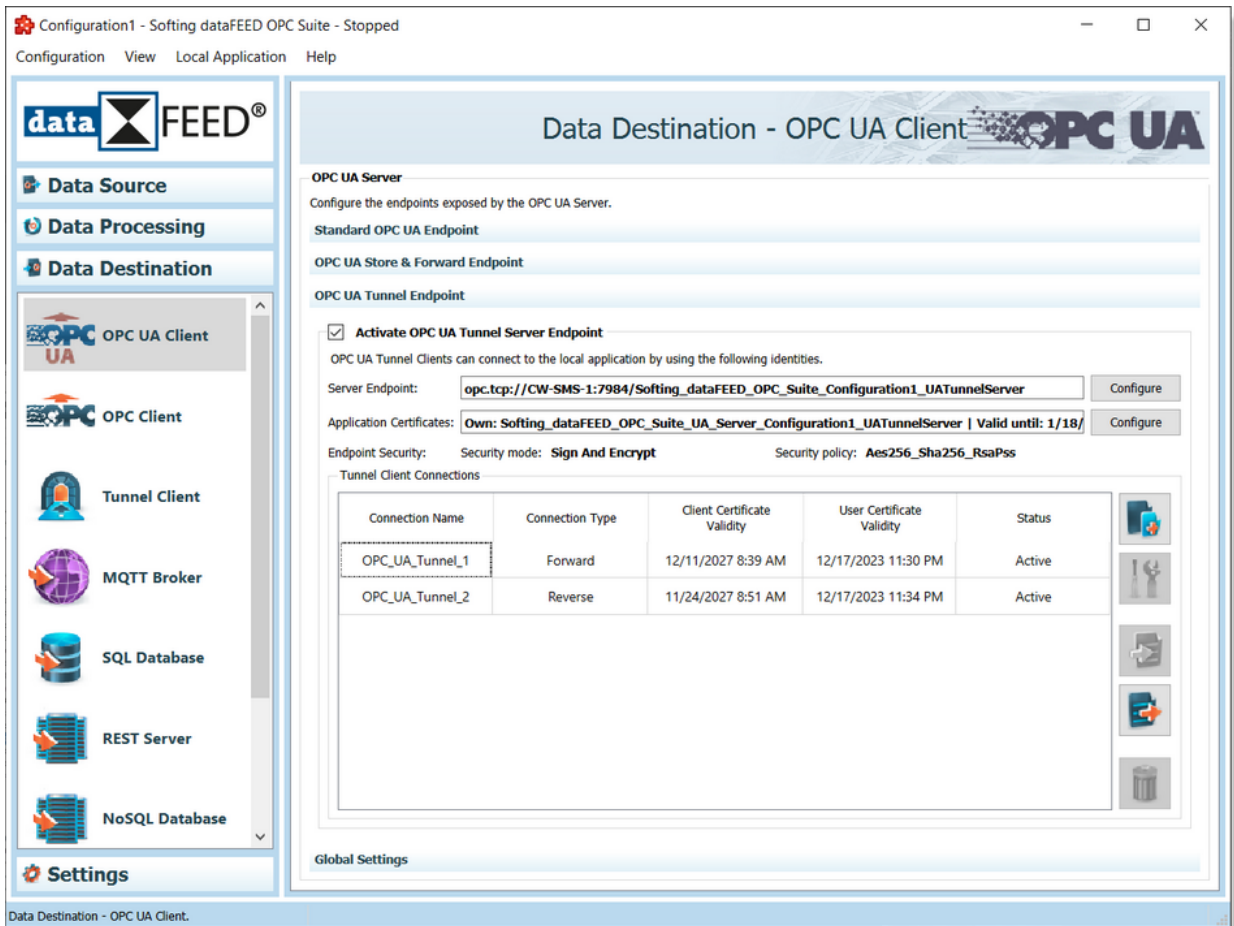 Configuration1 - Softing dataFEED OPC Suite - Stopped
Configuration View Local Application Help
data FEED®
Data Source
Data Processing
Data Destination
OPC UA Client
OPC UA
OPC Client
OPC
Tunnel Client
MQTT Broker
SQL Database
REST Server
NoSQL Database
Settings
Data Destination - OPC UA Client
OPC UA
OPC UA Server
Configure the endpoints exposed by the OPC UA Server.
Standard OPC UA Endpoint
OPC UA Store & Forward Endpoint
OPC UA Tunnel Endpoint
Activate OPC UA Tunnel Server Endpoint
OPC UA Tunnel Clients can connect to the local application by using the following identities.
Server Endpoint: opc.tcp://CW-SMS-1:7984/Softing_dataFEED_OPC_Suite_Configuration1_UATunnelServer Configure
Application Certificates: Own: Softing_dataFEED_OPC_Suite_UA_Server_Configuration1_UATunnelServer | Valid until: 1/18/ Configure
Endpoint Security: Security mode: Sign And Encrypt Security policy: Aes256_Sha256_RsaPss
Tunnel Client Connections
Connection Name Connection Type Client Certificate Validity User Certificate Validity Status
OPC_UA_Tunnel_1 Forward 12/11/2027 8:39 AM 12/17/2023 11:30 PM Active
OPC_UA_Tunnel_2 Reverse 11/24/2027 8:51 AM 12/17/2023 11:34 PM Active
Global Settings
Data Destination - OPC UA Client.